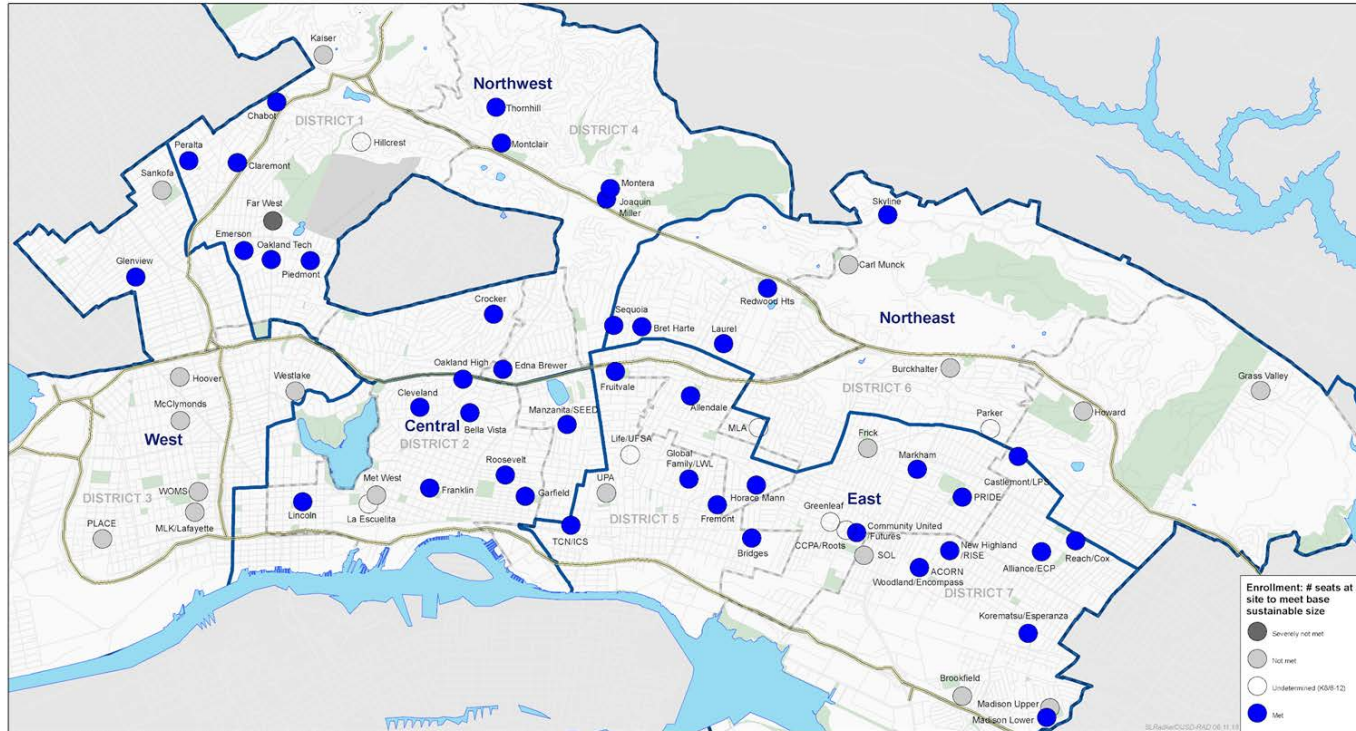 Kaiser
Northwest
Chabot
Thornhill
DISTRICT 1
DISTRICT 4
Peralta
Hillcrest
Montclair
Claremont
Sankofa
Montera
Joaquin
Miller
Far West
Skyline
Emerson
Oakland Tech
Carl Munck
Glenview
Piedmont
Redwood Hts
Crocker
Sequoia
Bret Harte
Laurel
Northeast
Oakland High
Edna Brewer
Hoover
Westlake
Fruitvale
Burckhalter
DISTRICT 6
Grass Valley
McClymonds
Cleveland
Manzanita/SEED
Allendale
Howard
West
Central
Bella Vista
DISTRICT 2
MLA
Parker
Life/UFSA
Global
Family/LWL
Frick
Markham
Castlemont/LPS
Roosevelt
Met West
UPA
WOMS
DISTRICT 3
Franklin
Garfield
Horace Mann
East
PRIDE
Lincoln
La Escuelita
MLK/Lafayette
PLACE
DISTRICT 5
Fremont
Greenleaf
TCN/ICS
Bridges
CCPA/Roots
Community United
/Futures
SOL
New Highland
/RISE
Alliance/ECP
Reach/Cox
ACORN
Woodland/Encompass
DISTRICT 7
Korematsu/Esperanza
Brookfield
Madison Upper
Madison Lower
Enrollment: # seats at
site to meet base
sustainable size
Severely not met
Not met
Undetermined (K8/6-12)
Met